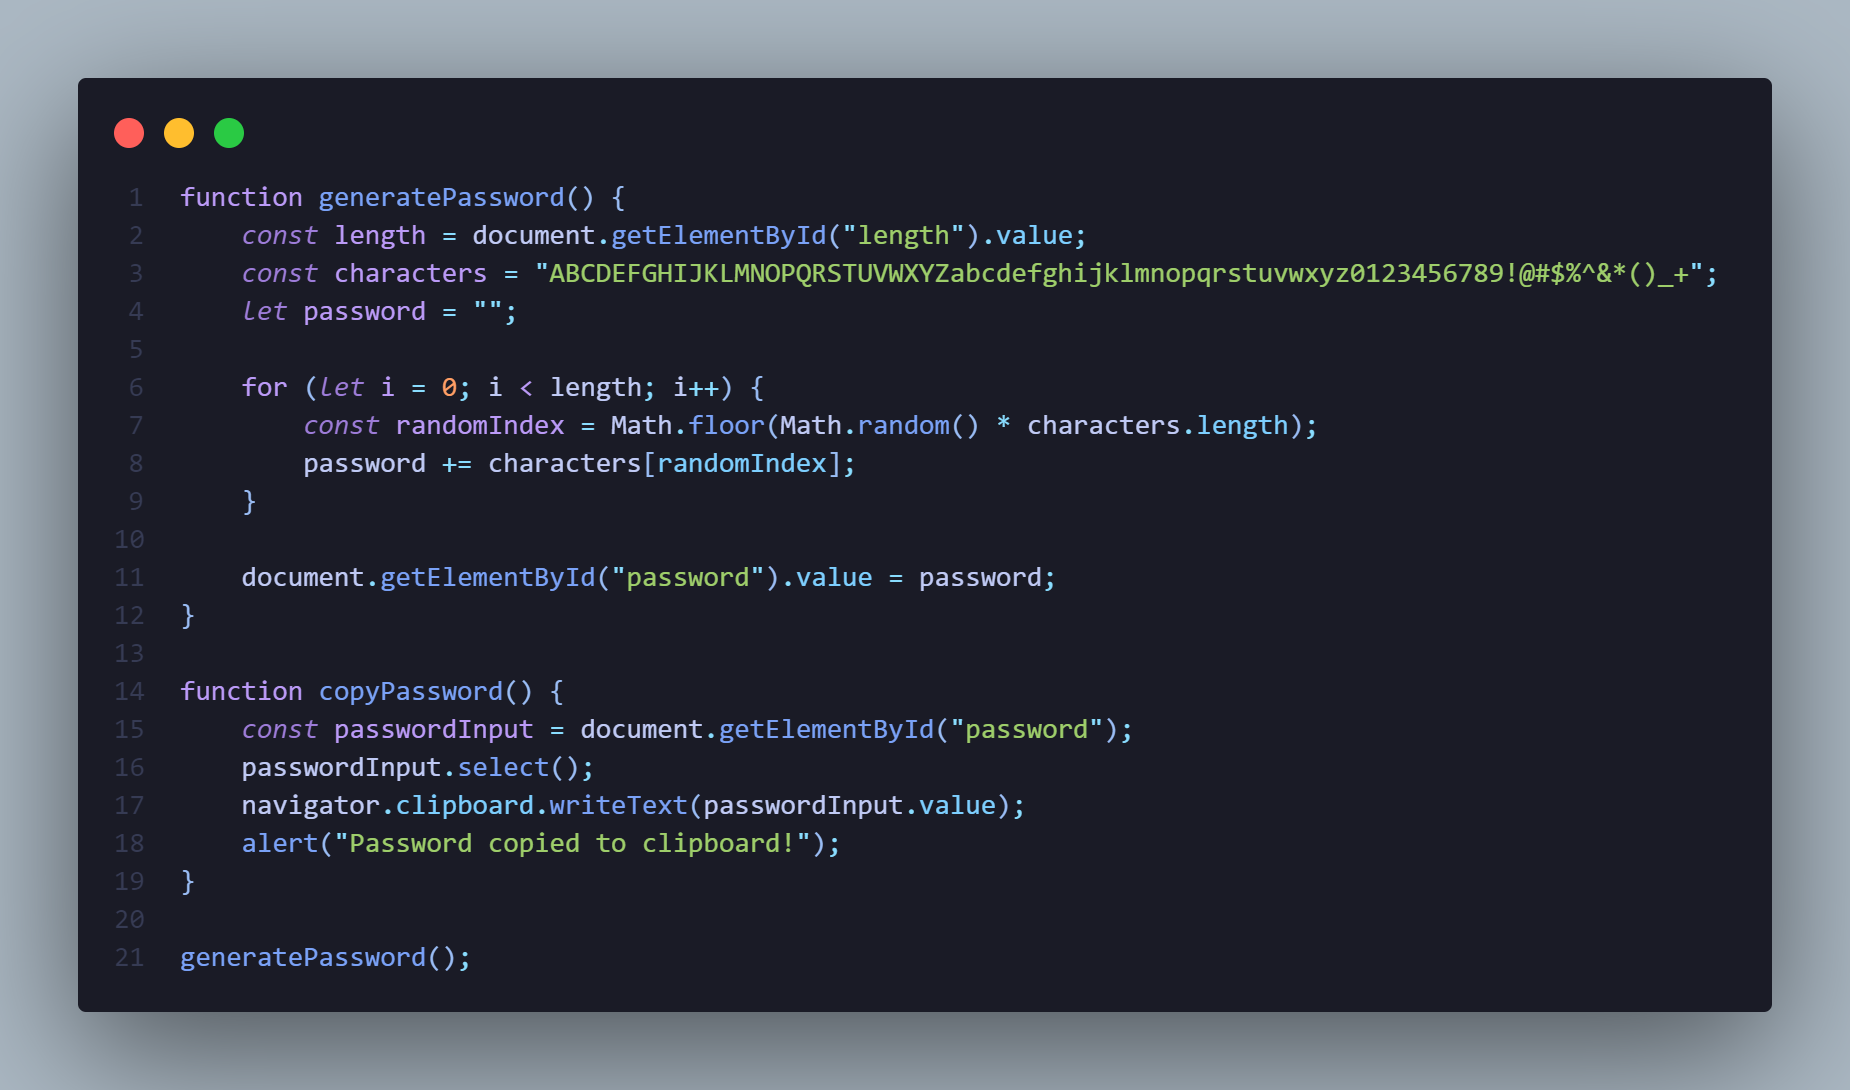 1 function generatePassword() {
2     const length = document.getElementById("length").value;
3     const characters = "ABCDEFGHIJKLMNOPQRSTUVWXYZabcdefghijklmnopqrstuvwxyz0123456789!@#$%^&*()_+";
4     let password = "";
5
6     for (let i = 0; i < length; i++) {
7         const randomIndex = Math.floor(Math.random() * characters.length);
8         password += characters[randomIndex];
9     }
10
11     document.getElementById("password").value = password;
12 }
13
14 function copyPassword() {
15     const passwordInput = document.getElementById("password");
16     passwordInput.select();
17     navigator.clipboard.writeText(passwordInput.value);
18     alert("Password copied to clipboard!");
19 }
20
21 generatePassword();